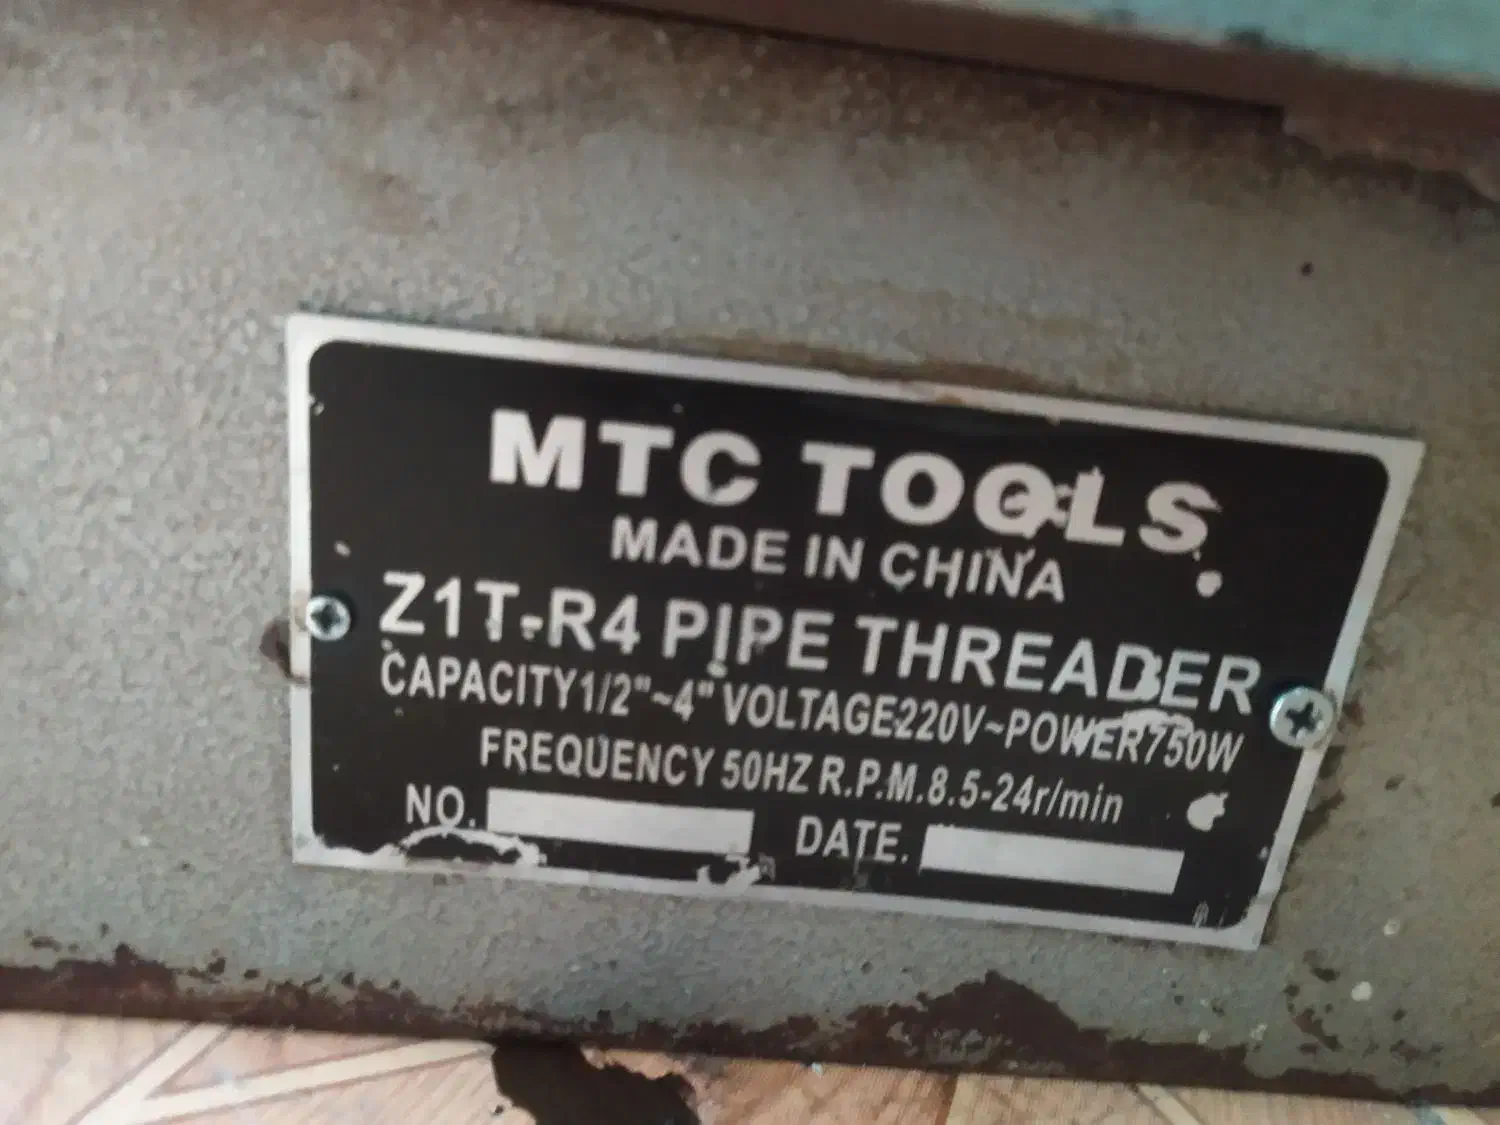 MTC TOOLS
MADE IN CHINA
Z1T-R4 PIPE THREADER
CAPACITY1/2"~4" VOLTAGE220V~POWER750W
FREQUENCY 50HZ R.P.M.8.5-24r/min
NO. DATE.